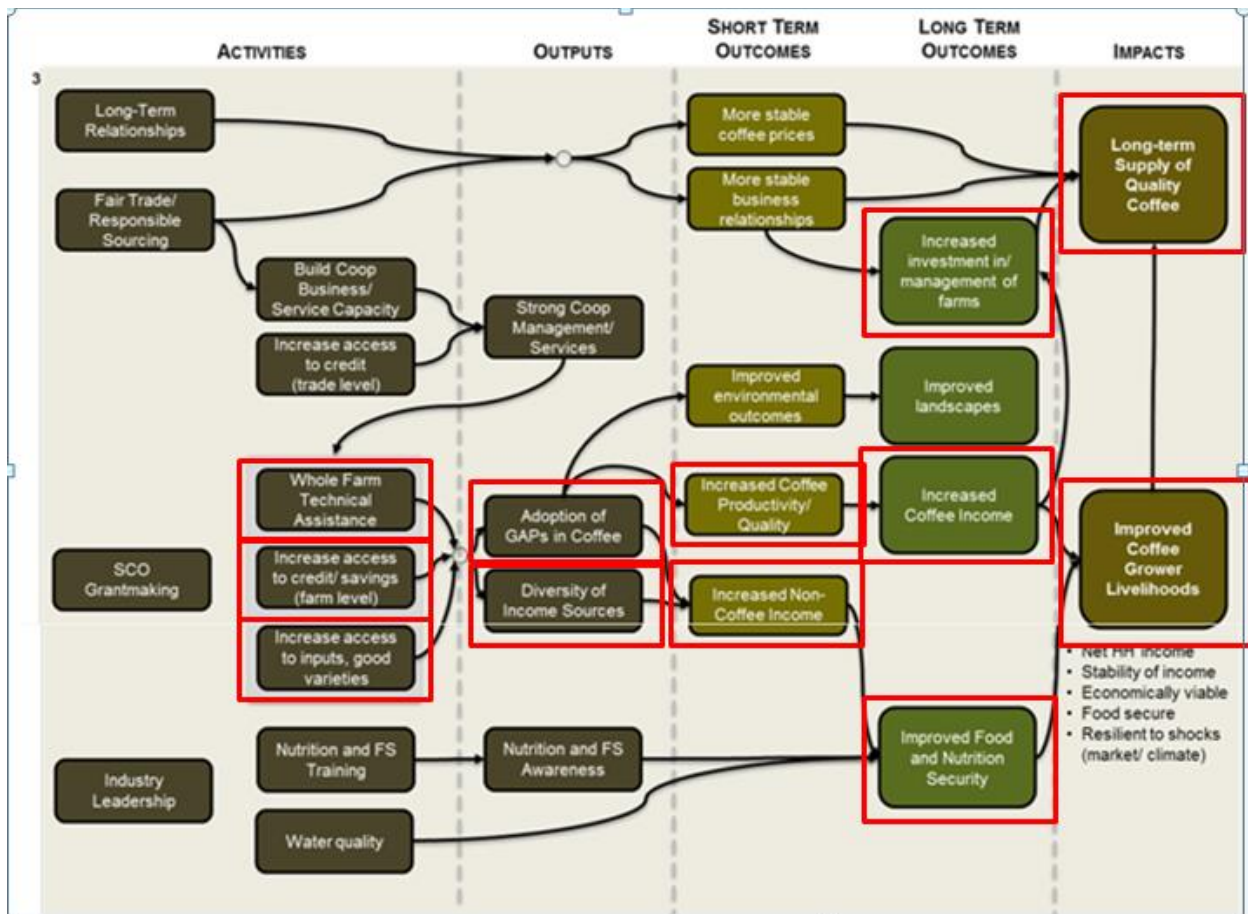 ACTIVITIES
OUTPUTS
SHORT TERM
OUTCOMES
LONG TERM
OUTCOMES
IMPACTS
3
Long-Term
Relationships
Fair Trade/
Responsible
Sourcing
Build Coop
Business/
Service Capacity
Increase access
to credit
(trade level)
Whole Farm
Technical
Assistance
SCO
Grantmaking
Increase access
to credit/ savings
(farm level)
Increase access
to inputs, good
varieties
Nutrition and FS
Training
Industry
Leadership
Water quality
Strong Coop
Management/
Services
Adoption of
GAPs in Coffee
Diversity of
Income Sources
Nutrition and FS
Awareness
More stable
coffee prices
More stable
business
relationships
Improved
environmental
outcomes
Increased Coffee
Productivity/
Quality
Increased Non-
Coffee Income
Increased
investment in/
management of
farms
Improved
landscapes
Increased
Coffee Income
Improved Food
and Nutrition
Security
Long-term
Supply of
Quality
Coffee
Improved
Coffee
Grower
Livelihoods
• Net HH income
• Stability of income
• Economically viable
• Food secure
• Resilient to shocks
(market/ climate)